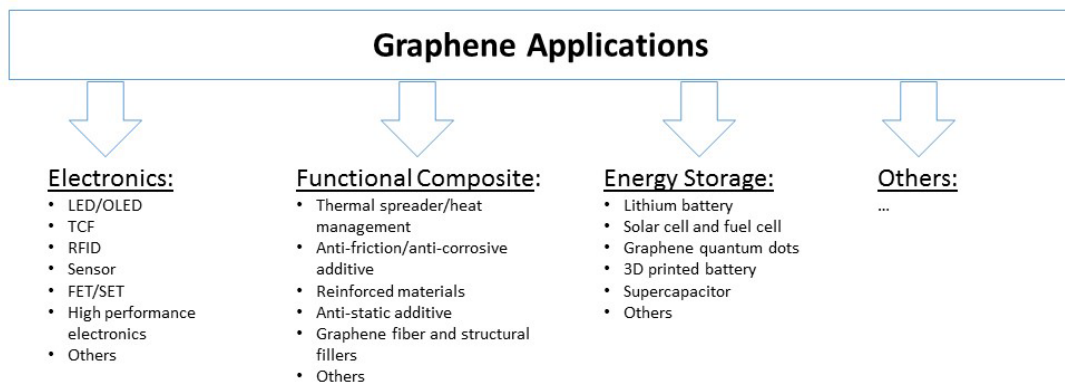 Graphene Applications
Electronics:
• LED/OLED
• TCF
• RFID
• Sensor
• FET/SET
• High performance
electronics
• Others
Functional Composite:
• Thermal spreader/heat
management
• Anti-friction/anti-corrosive
additive
• Reinforced materials
• Anti-static additive
• Graphene fiber and structural
fillers
• Others
Energy Storage:
• Lithium battery
• Solar cell and fuel cell
• Graphene quantum dots
• 3D printed battery
• Supercapacitor
• Others
Others:
...